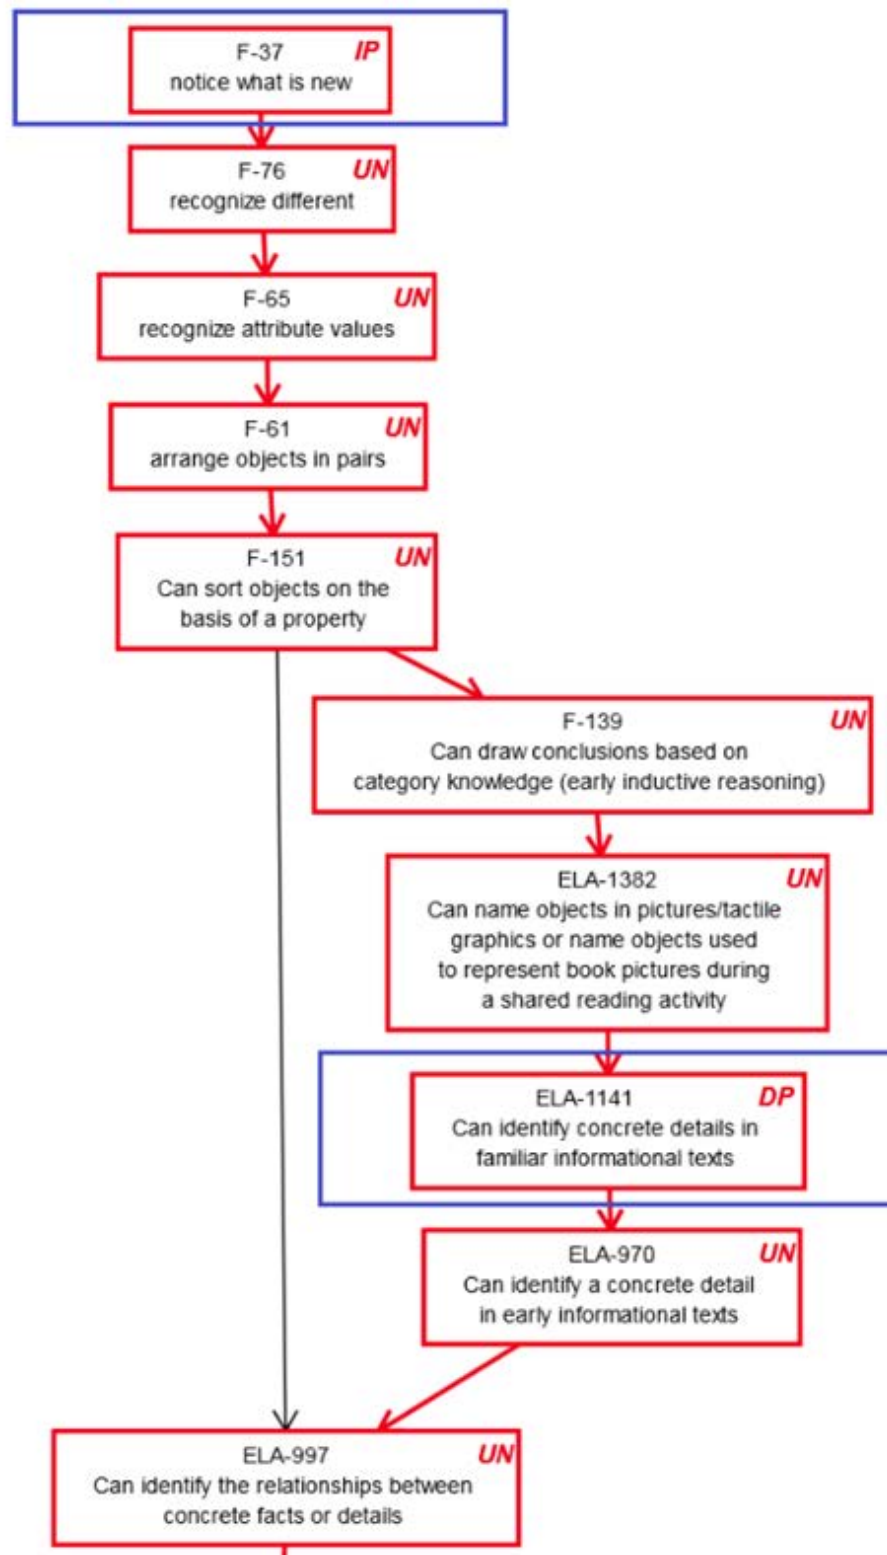 F-37 IP
notice what is new
F-76 UN
recognize different
F-65 UN
recognize attribute values
F-61 UN
arrange objects in pairs
F-151 UN
Can sort objects on the
basis of a property
F-139 UN
Can draw conclusions based on
category knowledge (early inductive reasoning)
ELA-1382 UN
Can name objects in pictures/tactile
graphics or name objects used
to represent book pictures during
a shared reading activity
ELA-1141 DP
Can identify concrete details in
familiar informational texts
ELA-970 UN
Can identify a concrete detail
in early informational texts
ELA-997 UN
Can identify the relationships between
concrete facts or details